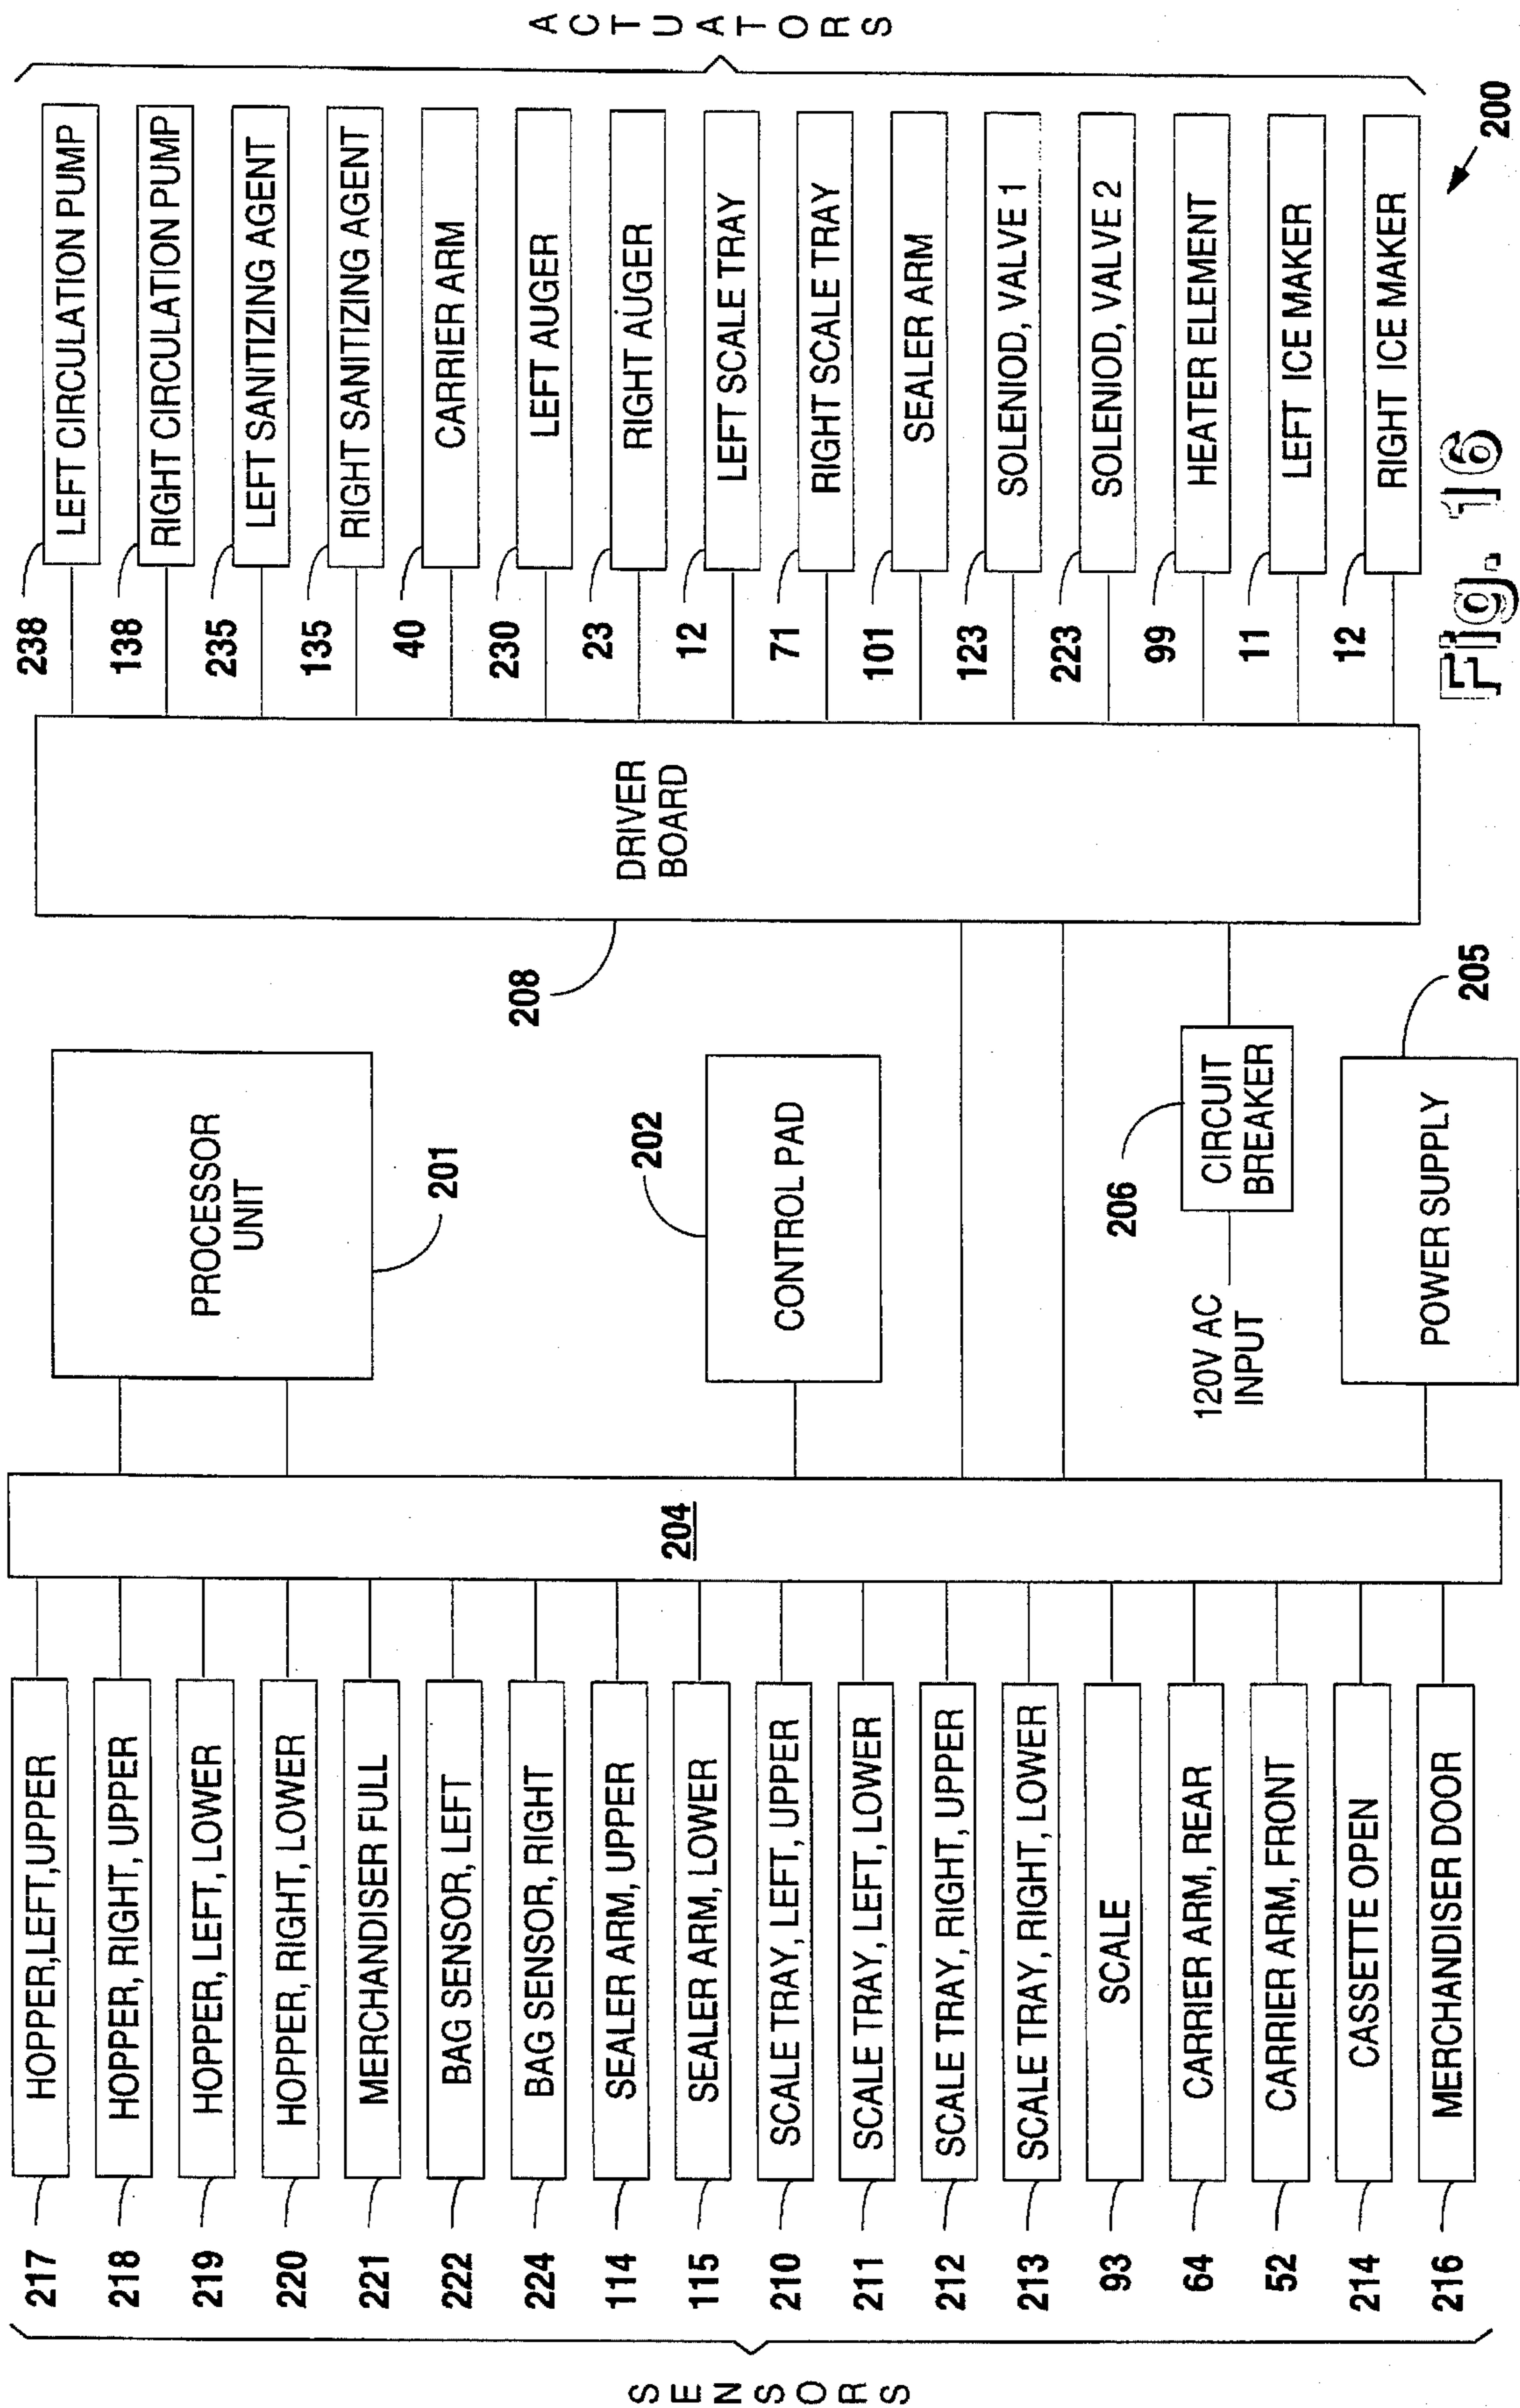 SENSORS
217 HOPPER,LEFT,UPPER
218 HOPPER, RIGHT, UPPER
219 HOPPER, LEFT, LOWER
220 HOPPER, RIGHT, LOWER
221 MERCHANDISER FULL
222 BAG SENSOR, LEFT
224 BAG SENSOR, RIGHT
114 SEALER ARM, UPPER
115 SEALER ARM, LOWER
210 SCALE TRAY, LEFT, UPPER
211 SCALE TRAY, LEFT, LOWER
212 SCALE TRAY, RIGHT, UPPER
213 SCALE TRAY, RIGHT, LOWER
93 SCALE
64 CARRIER ARM, REAR
52 CARRIER ARM, FRONT
214 CASSETTE OPEN
216 MERCHANDISER DOOR
204
PROCESSOR
UNIT
201
202
CONTROL PAD
206
CIRCUIT
BREAKER
120V AC
INPUT
POWER SUPPLY
205
208
DRIVER
BOARD
238 LEFT CIRCULATION PUMP
138 RIGHT CIRCULATION PUMP
235 LEFT SANITIZING AGENT
135 RIGHT SANITIZING AGENT
40 CARRIER ARM
230 LEFT AUGER
23 RIGHT AUGER
12 LEFT SCALE TRAY
71 RIGHT SCALE TRAY
101 SEALER ARM
123 SOLENIOD, VALVE 1
223 SOLENIOD, VALVE 2
99 HEATER ELEMENT
11 LEFT ICE MAKER
12 RIGHT ICE MAKER
ACTUATORS
200
Fig. 16